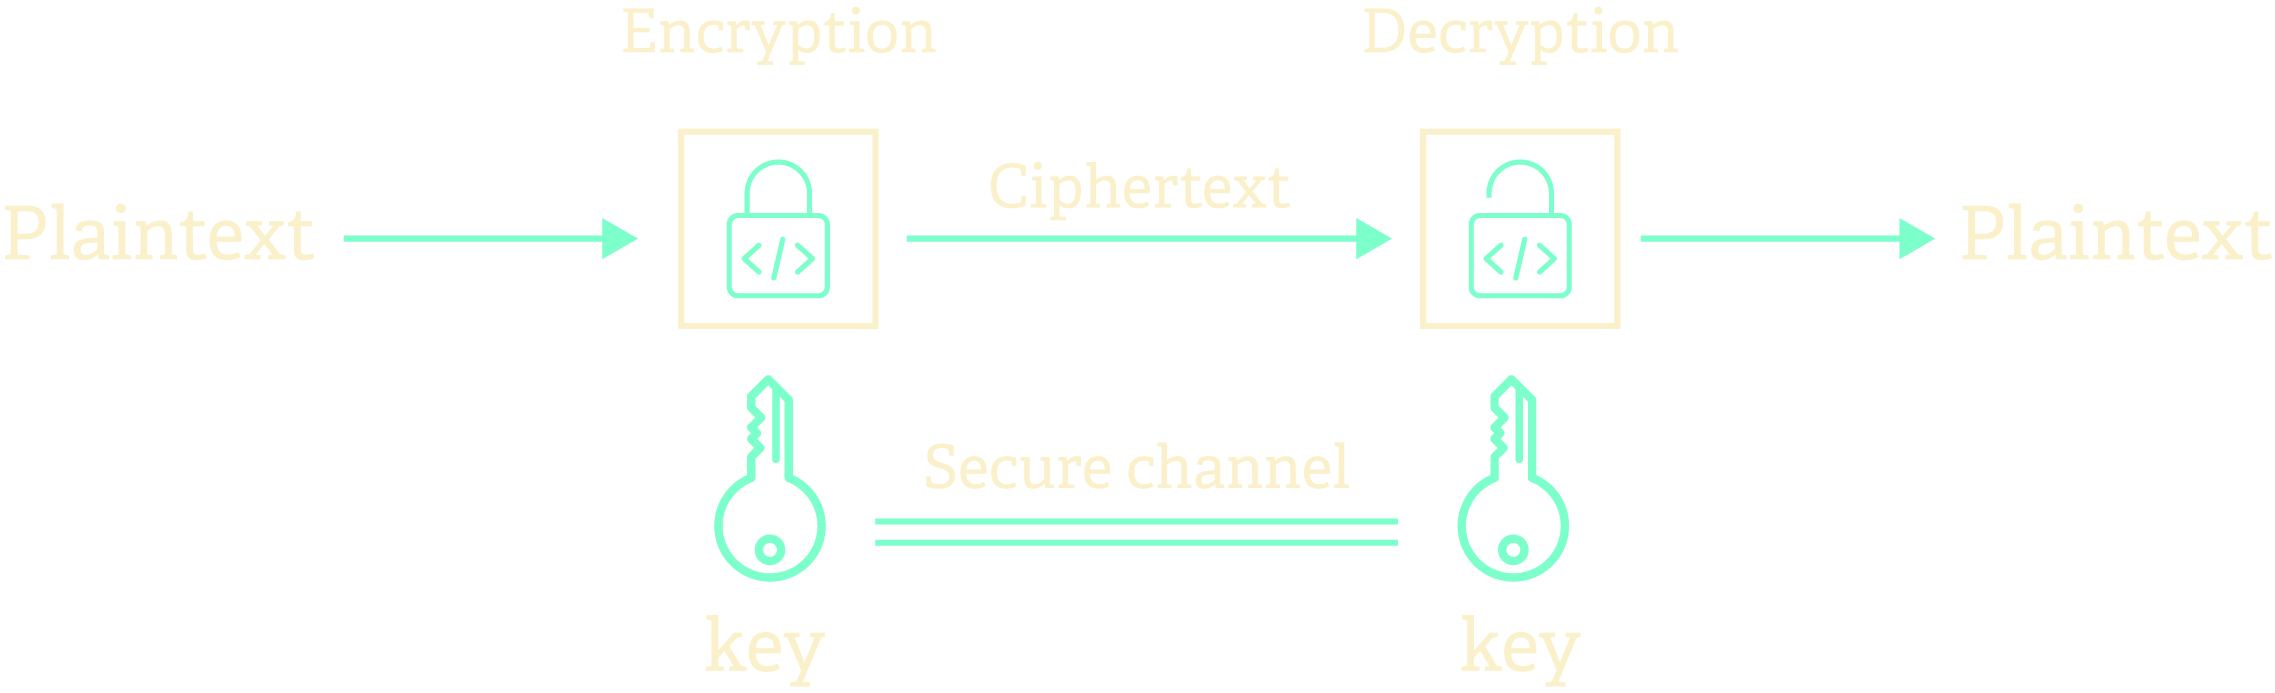 Encryption
Decryption
Ciphertext
Plaintext
Plaintext
</>
</>
Secure channel
key
key